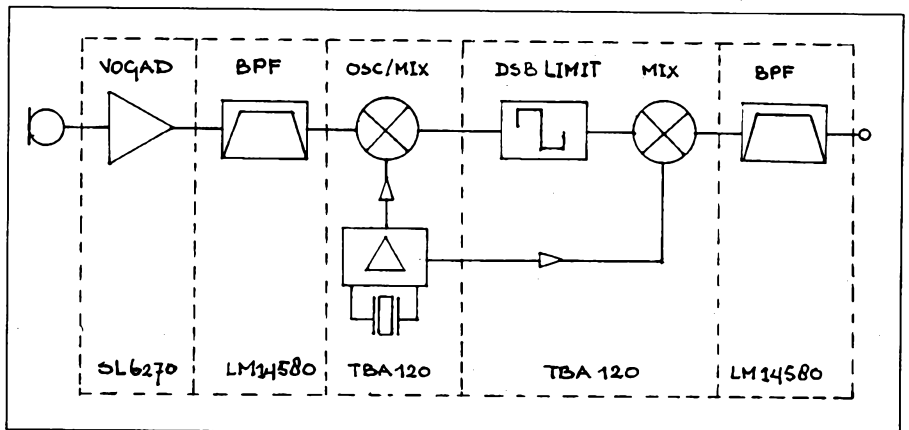 VOGAD BPF OSC/MIX DSB LIMIT MIX BPF
SL6270 LM14580 TBA120 TBA120 LM14580